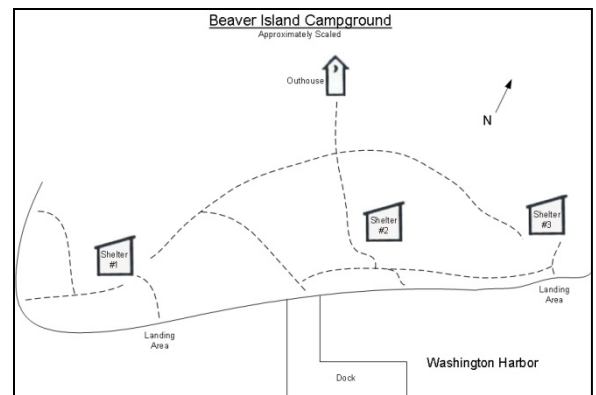 Beaver Island Campground
Approximately Scaled
Outhouse
N
Shelter
#1
Shelter
#2
Shelter
#3
Landing
Area
Landing
Area
Washington Harbor
Dock